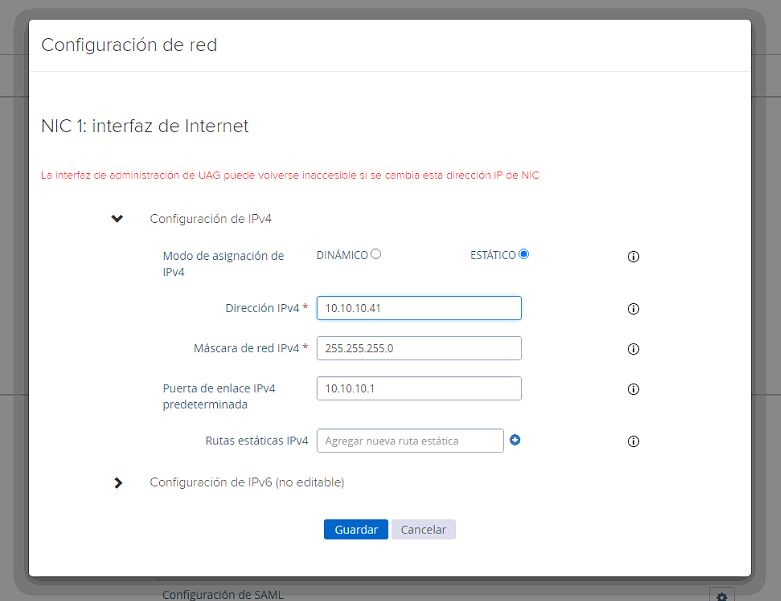 Configuración de red
NIC 1: interfaz de Internet
La interfaz de administración de UAG puede volverse inaccesible si se cambia esta dirección IP de NIC
Configuración de IPv4
Modo de asignación de
IPv4
DINÁMICO
ESTÁTICO
Dirección IPv4 *
10.10.10.41
Máscara de red IPv4 *
255.255.255.0
Puerta de enlace IPv4
predeterminada
10.10.10.1
Rutas estáticas IPv4
Agregar nueva ruta estática
Configuración de IPv6 (no editable)
Guardar
Cancelar
Configuración de SAML